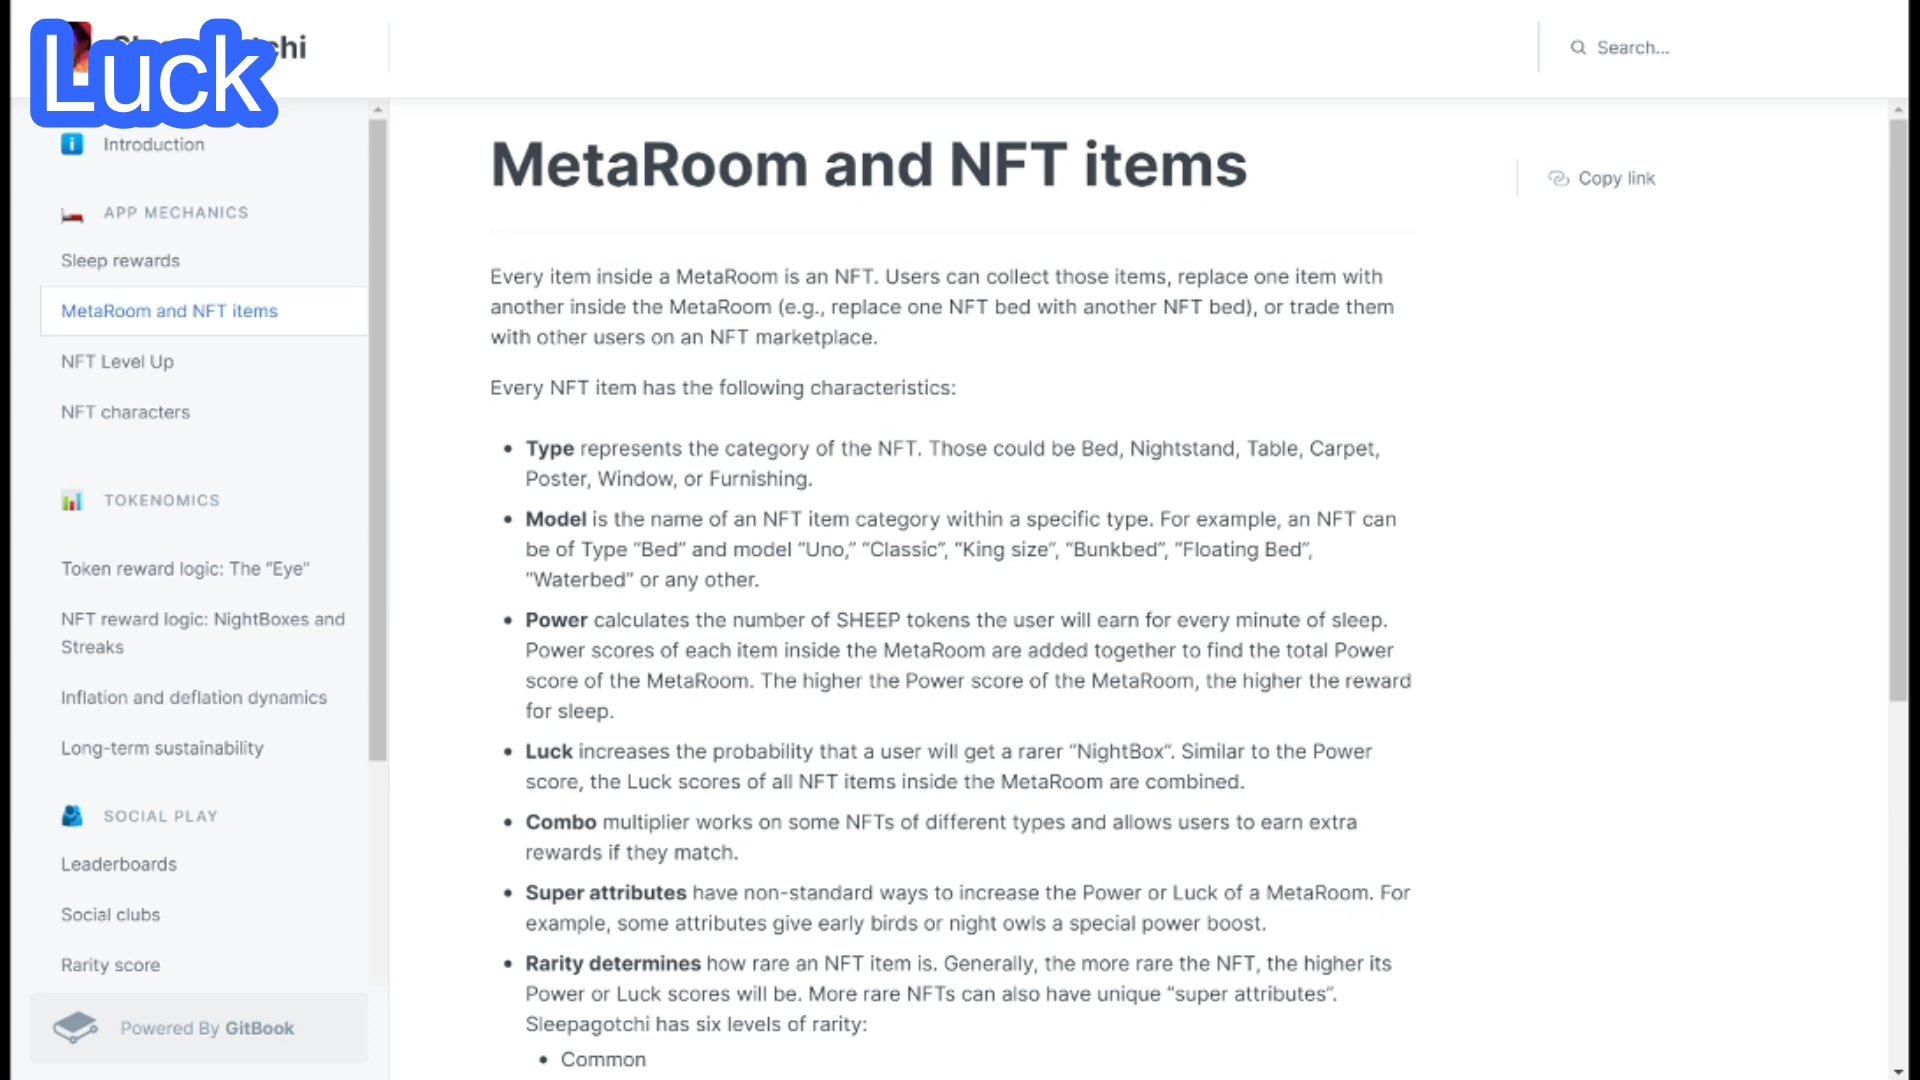 Luck
Search...
Introduction
APP MECHANICS
Sleep rewards
MetaRoom and NFT items
NFT Level Up
NFT characters
TOKENOMICS
Token reward logic: The “Eye”
NFT reward logic: NightBoxes and
Streaks
Inflation and deflation dynamics
Long-term sustainability
SOCIAL PLAY
Leaderboards
Social clubs
Rarity score
Powered By GitBook
MetaRoom and NFT items
Copy link
Every item inside a MetaRoom is an NFT. Users can collect those items, replace one item with
another inside the MetaRoom (e.g., replace one NFT bed with another NFT bed), or trade them
with other users on an NFT marketplace.
Every NFT item has the following characteristics:
• Type represents the category of the NFT. Those could be Bed, Nightstand, Table, Carpet,
Poster, Window, or Furnishing.
• Model is the name of an NFT item category within a specific type. For example, an NFT can
be of Type “Bed” and model “Uno,” “Classic”, “King size”, “Bunkbed”, “Floating Bed”,
“Waterbed” or any other.
• Power calculates the number of SHEEP tokens the user will earn for every minute of sleep.
Power scores of each item inside the MetaRoom are added together to find the total Power
score of the MetaRoom. The higher the Power score of the MetaRoom, the higher the reward
for sleep.
• Luck increases the probability that a user will get a rarer “NightBox”. Similar to the Power
score, the Luck scores of all NFT items inside the MetaRoom are combined.
• Combo multiplier works on some NFTs of different types and allows users to earn extra
rewards if they match.
• Super attributes have non-standard ways to increase the Power or Luck of a MetaRoom. For
example, some attributes give early birds or night owls a special power boost.
• Rarity determines how rare an NFT item is. Generally, the more rare the NFT, the higher its
Power or Luck scores will be. More rare NFTs can also have unique “super attributes”.
Sleepagotchi has six levels of rarity:
• Common